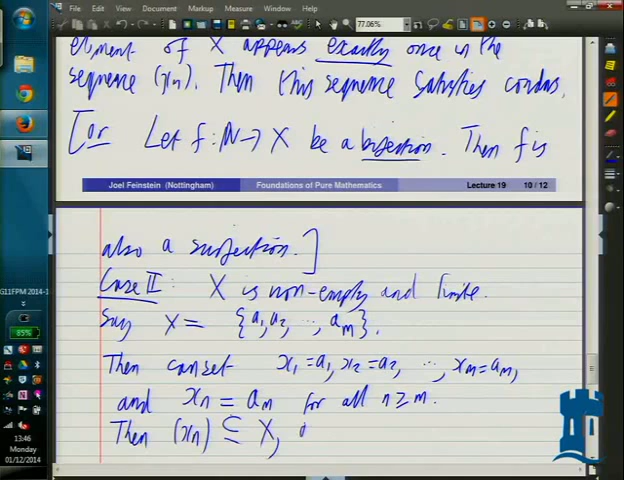 File Edit View Document Markup Measure Window Help
77.06%
element of X appears exactly once in the
sequence (xn). Then this sequence satisfies condns.
[or Let f : N → X be a bijection. Then f is
Joel Feinstein (Nottingham) Foundations of Pure Mathematics Lecture 19 10 / 12
also a surjection.]
Case II : X is non-empty and finite.
Say X = {a1, a2, ..., am}.
Then can set x1 = a1, x2 = a2, ..., xm = am,
and xn = am for all n ≥ m.
Then (xn) ⊆ X,
G11FPM 2014-1
85%
13:46
Monday
01/12/2014